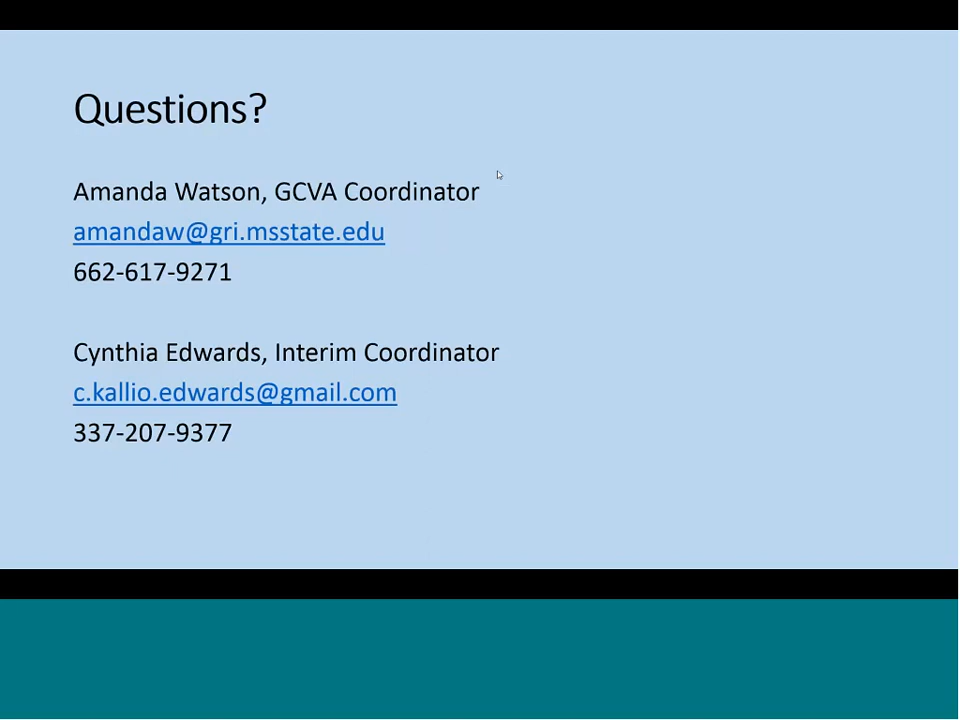 Questions?
Amanda Watson, GCVA Coordinator
amandaw@gri.msstate.edu
662-617-9271
Cynthia Edwards, Interim Coordinator
c.kallio.edwards@gmail.com
337-207-9377